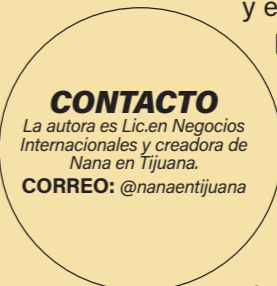 y e
CONTACTO
La autora es Lic.en Negocios
Internacionales y creadora de
Nana en Tijuana.
CORREO: @nanaentijuana